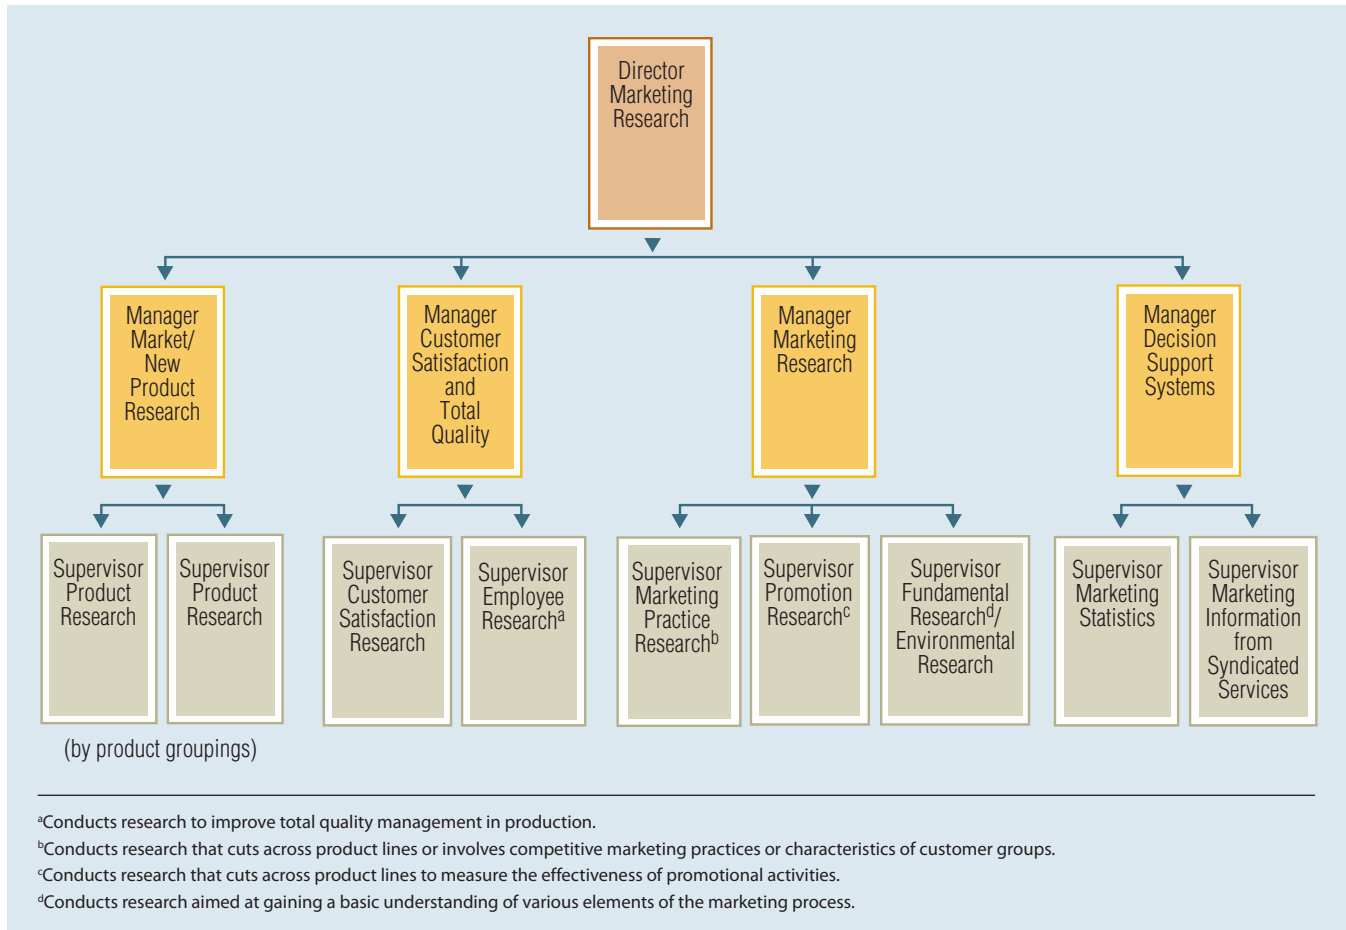 Director
Marketing
Research
Manager
Market/
New
Product
Research
Manager
Customer
Satisfaction
and
Total
Quality
Manager
Marketing
Research
Manager
Decision
Support
Systems
Supervisor
Product
Research
Supervisor
Product
Research
Supervisor
Customer
Satisfaction
Research
Supervisor
Employee
Researchᵃ
Supervisor
Marketing
Practice
Researchᵇ
Supervisor
Promotion
Researchᶜ
Supervisor
Fundamental
Researchᵈ/
Environmental
Research
Supervisor
Marketing
Statistics
Supervisor
Marketing
Information
from
Syndicated
Services
(by product groupings)
ᵃConducts research to improve total quality management in production.
ᵇConducts research that cuts across product lines or involves competitive marketing practices or characteristics of customer groups.
ᶜConducts research that cuts across product lines to measure the effectiveness of promotional activities.
ᵈConducts research aimed at gaining a basic understanding of various elements of the marketing process.